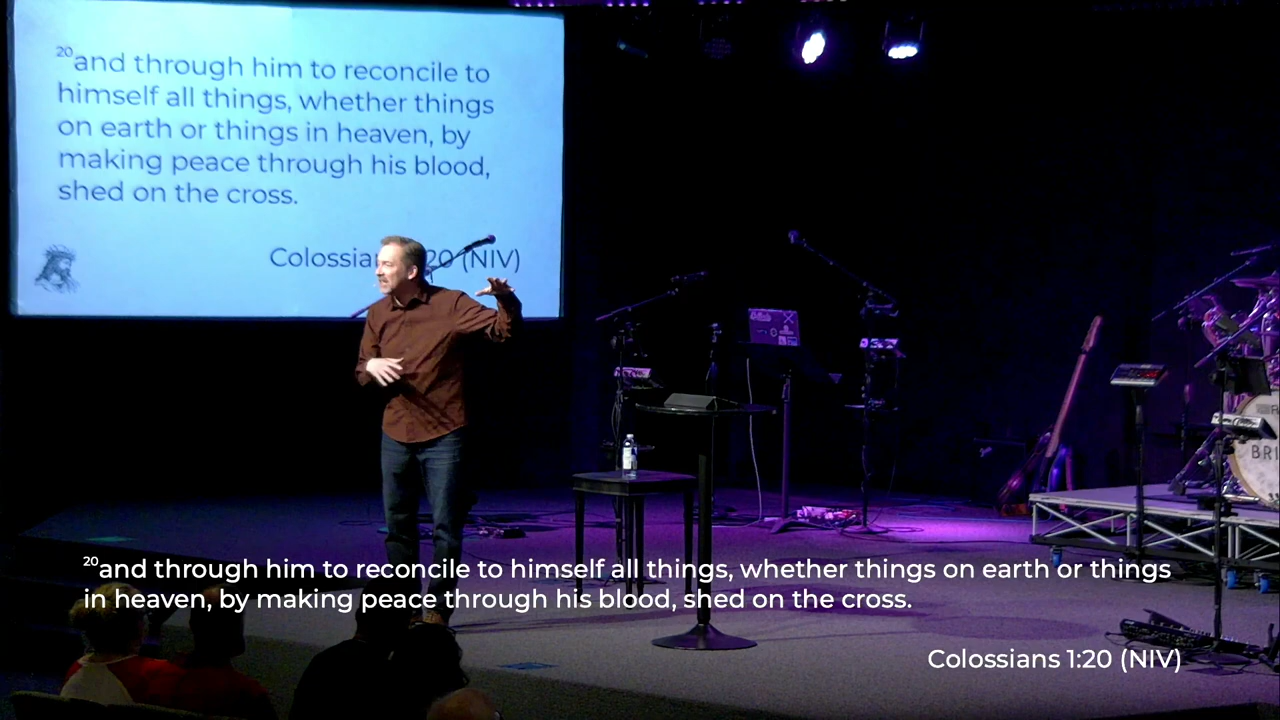 20and through him to reconcile to
himself all things, whether things
on earth or things in heaven, by
making peace through his blood,
shed on the cross.
Colossia 20 (NIV)
20and through him to reconcile to himself all things, whether things on earth or things
in heaven, by making peace through his blood, shed on the cross.
Colossians 1:20 (NIV)
BRI